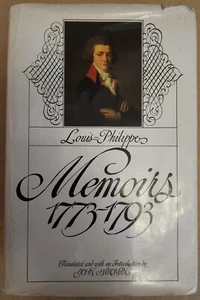 Louis-Philippe
Memoirs
1773-1793
Translated and with an Introduction by
JOHN HARDMAN